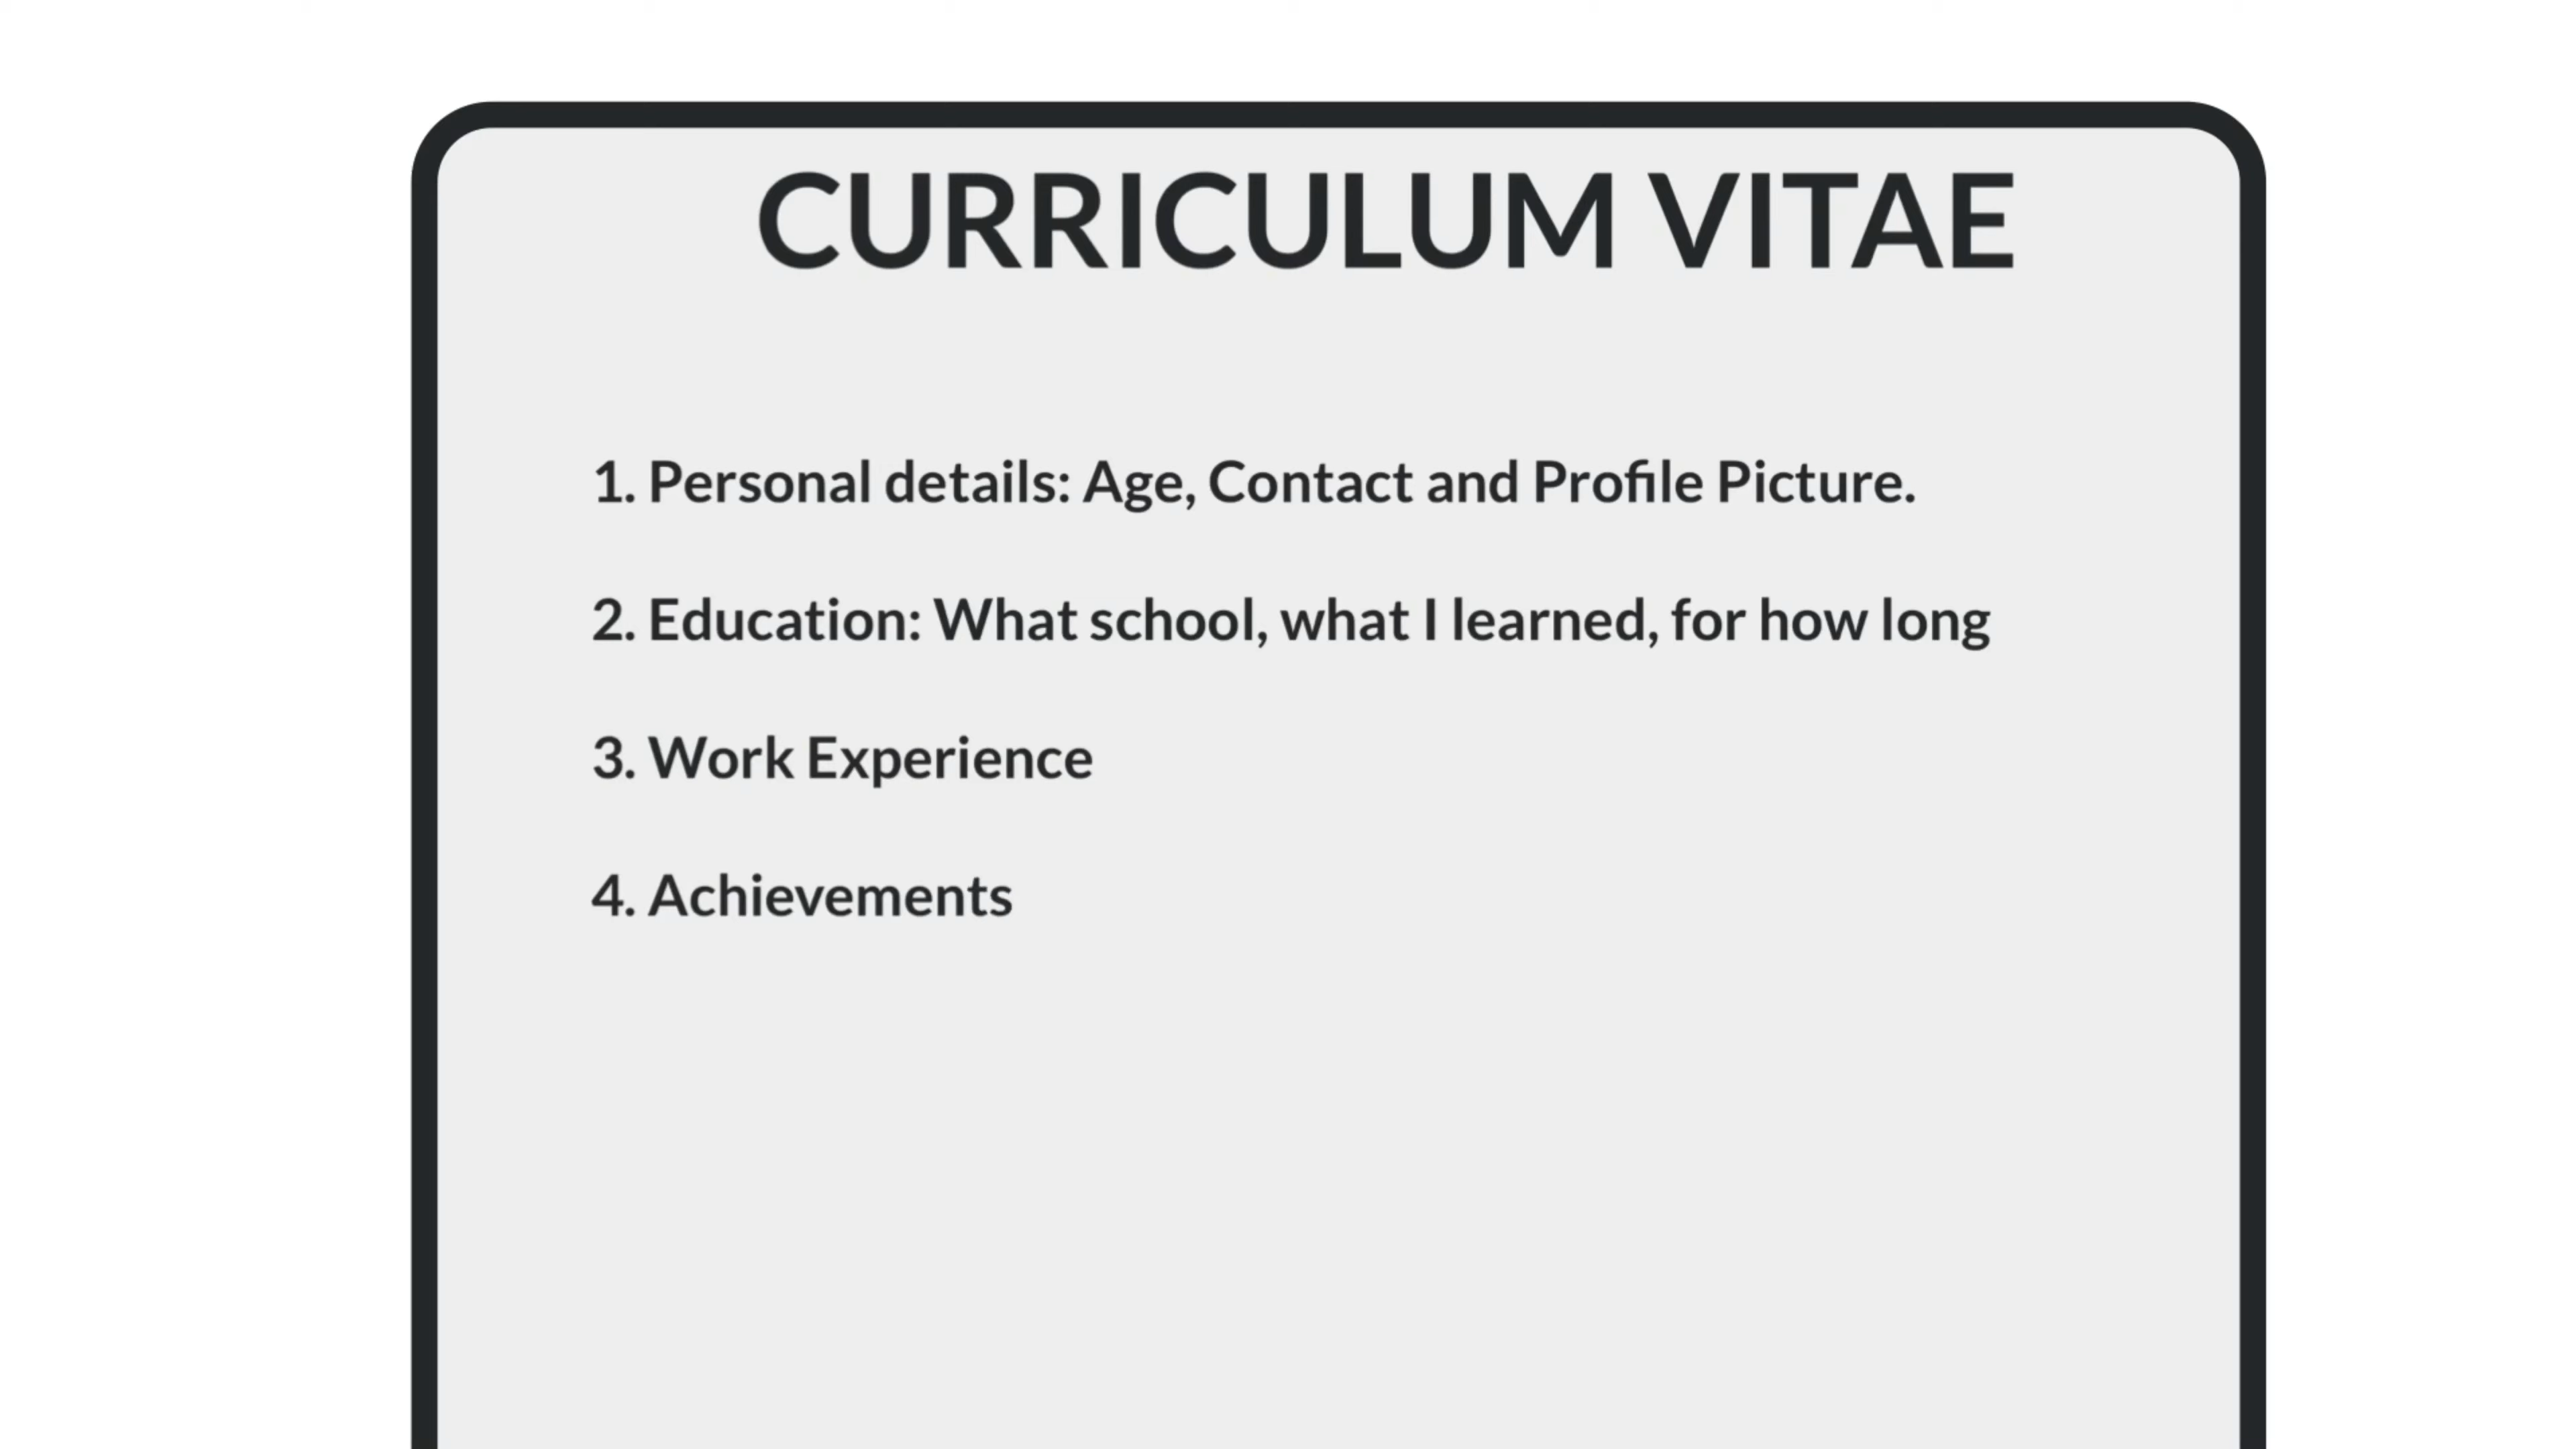 CURRICULUM VITAE
1. Personal details: Age, Contact and Profile Picture.
2. Education: What school, what I learned, for how long
3. Work Experience
4. Achievements